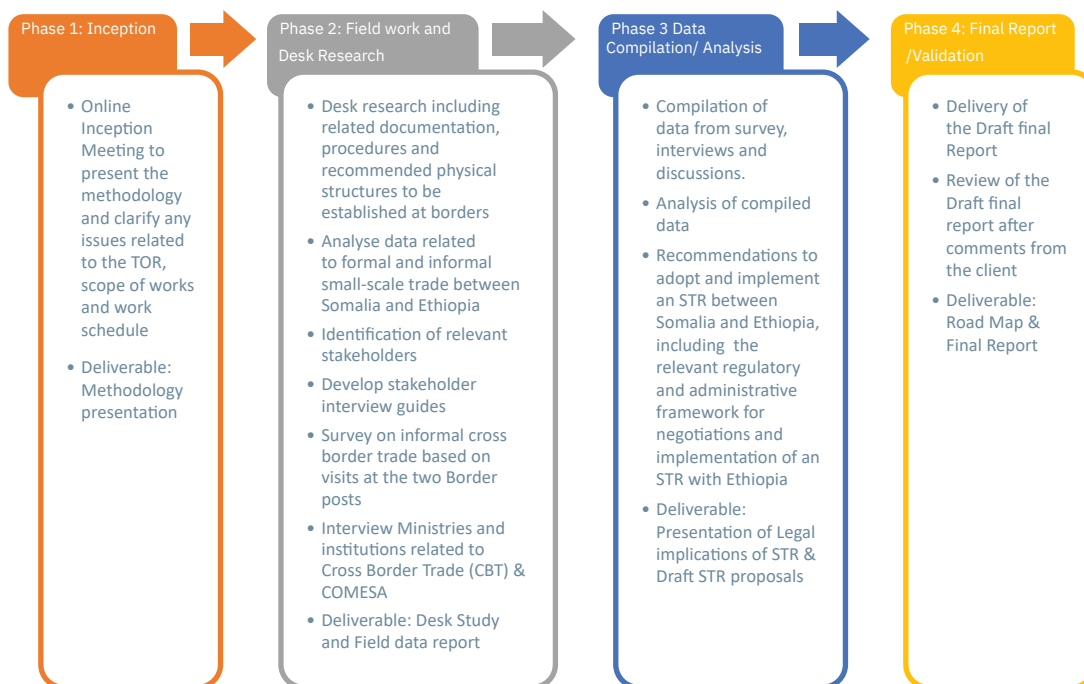 Phase 1: Inception
• Online
Inception
Meeting to
present the
methodology
and clarify any
issues related
to the TOR,
scope of works
and work
schedule
• Deliverable:
Methodology
presentation
Phase 2: Field work and
Desk Research
• Desk research including
related documentation,
procedures and
recommended physical
structures to be
established at borders
• Analyse data related
to formal and informal
small-scale trade between
Somalia and Ethiopia
• Identification of relevant
stakeholders
• Develop stakeholder
interview guides
• Survey on informal cross
border trade based on
visits at the two Border
posts
• Interview Ministries and
institutions related to
Cross Border Trade (CBT) &
COMESA
• Deliverable: Desk Study
and Field data report
Phase 3 Data
Compilation/ Analysis
• Compilation of
data from survey,
interviews and
discussions.
• Analysis of compiled
data
• Recommendations to
adopt and implement
an STR between
Somalia and Ethiopia,
including the
relevant regulatory
and administrative
framework for
negotiations and
implementation of an
STR with Ethiopia
• Deliverable:
Presentation of Legal
implications of STR &
Draft STR proposals
Phase 4: Final Report
/Validation
• Delivery of
the Draft final
Report
• Review of the
Draft final
report after
comments from
the client
• Deliverable:
Road Map &
Final Report